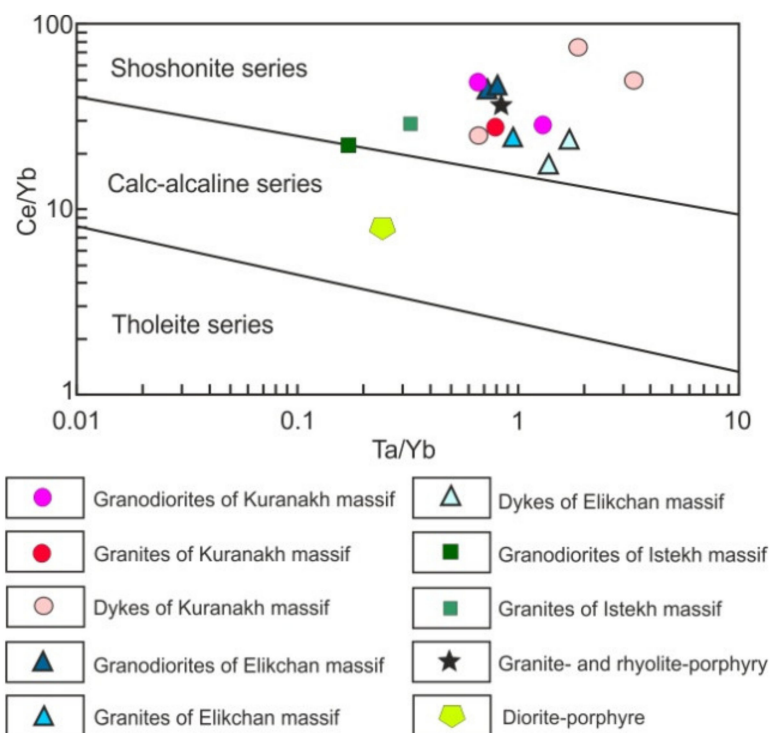 100
Shoshonite series
Calc-alcaline series
Ce/Yb
10
Tholeite series
1
0.01 0.1 1 10
Ta/Yb
Granodiorites of Kuranakh massif
Granites of Kuranakh massif
Dykes of Kuranakh massif
Granodiorites of Elikchan massif
Granites of Elikchan massif
Dykes of Elikchan massif
Granodiorites of Istekh massif
Granites of Istekh massif
Granite- and rhyolite-porphyry
Diorite-porphyre